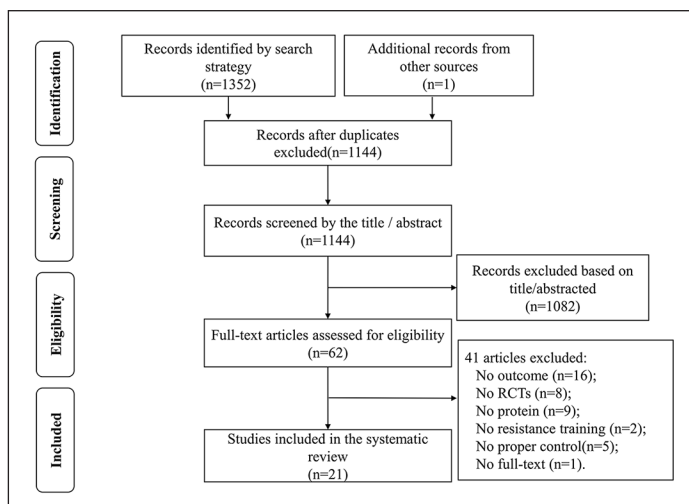 Identification
Records identified by search
strategy
(n=1352)
Additional records from
other sources
(n=1)
Records after duplicates
excluded(n=1144)
Screening
Records screened by the title / abstract
(n=1144)
Records excluded based on
title/abstracted
(n=1082)
Eligibility
Full-text articles assessed for eligibility
(n=62)
41 articles excluded:
No outcome (n=16);
No RCTs (n=8);
No protein (n=9);
No resistance training (n=2);
No proper control(n=5);
No full-text (n=1).
Included
Studies included in the systematic
review
(n=21)